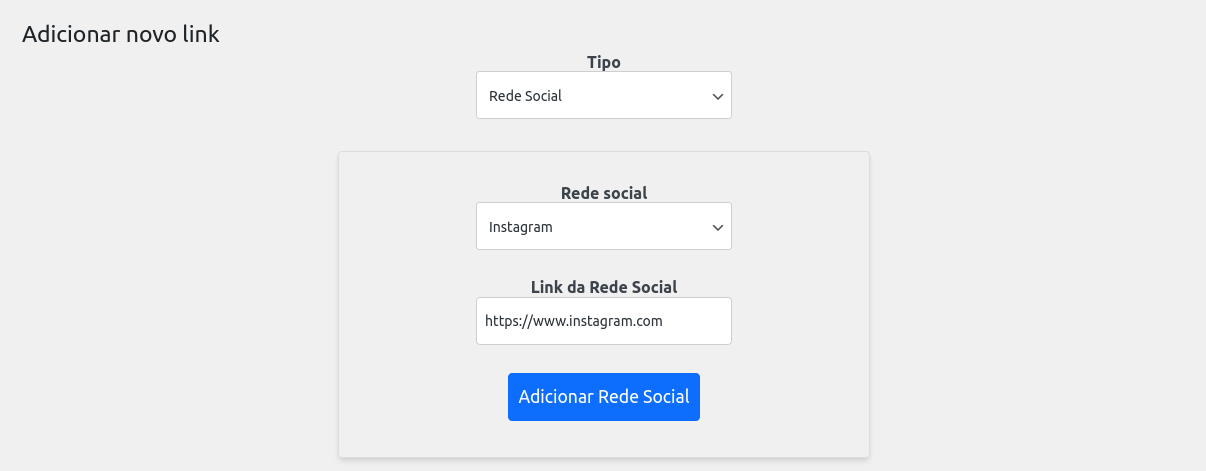 Adicionar novo link
Tipo
Rede Social
Rede social
Instagram
Link da Rede Social
https://www.instagram.com
Adicionar Rede Social